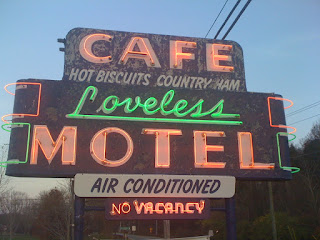 CAFE
HOT BISCUITS COUNTRY HAM
Loveless
MOTEL
AIR CONDITIONED
NO VACANCY